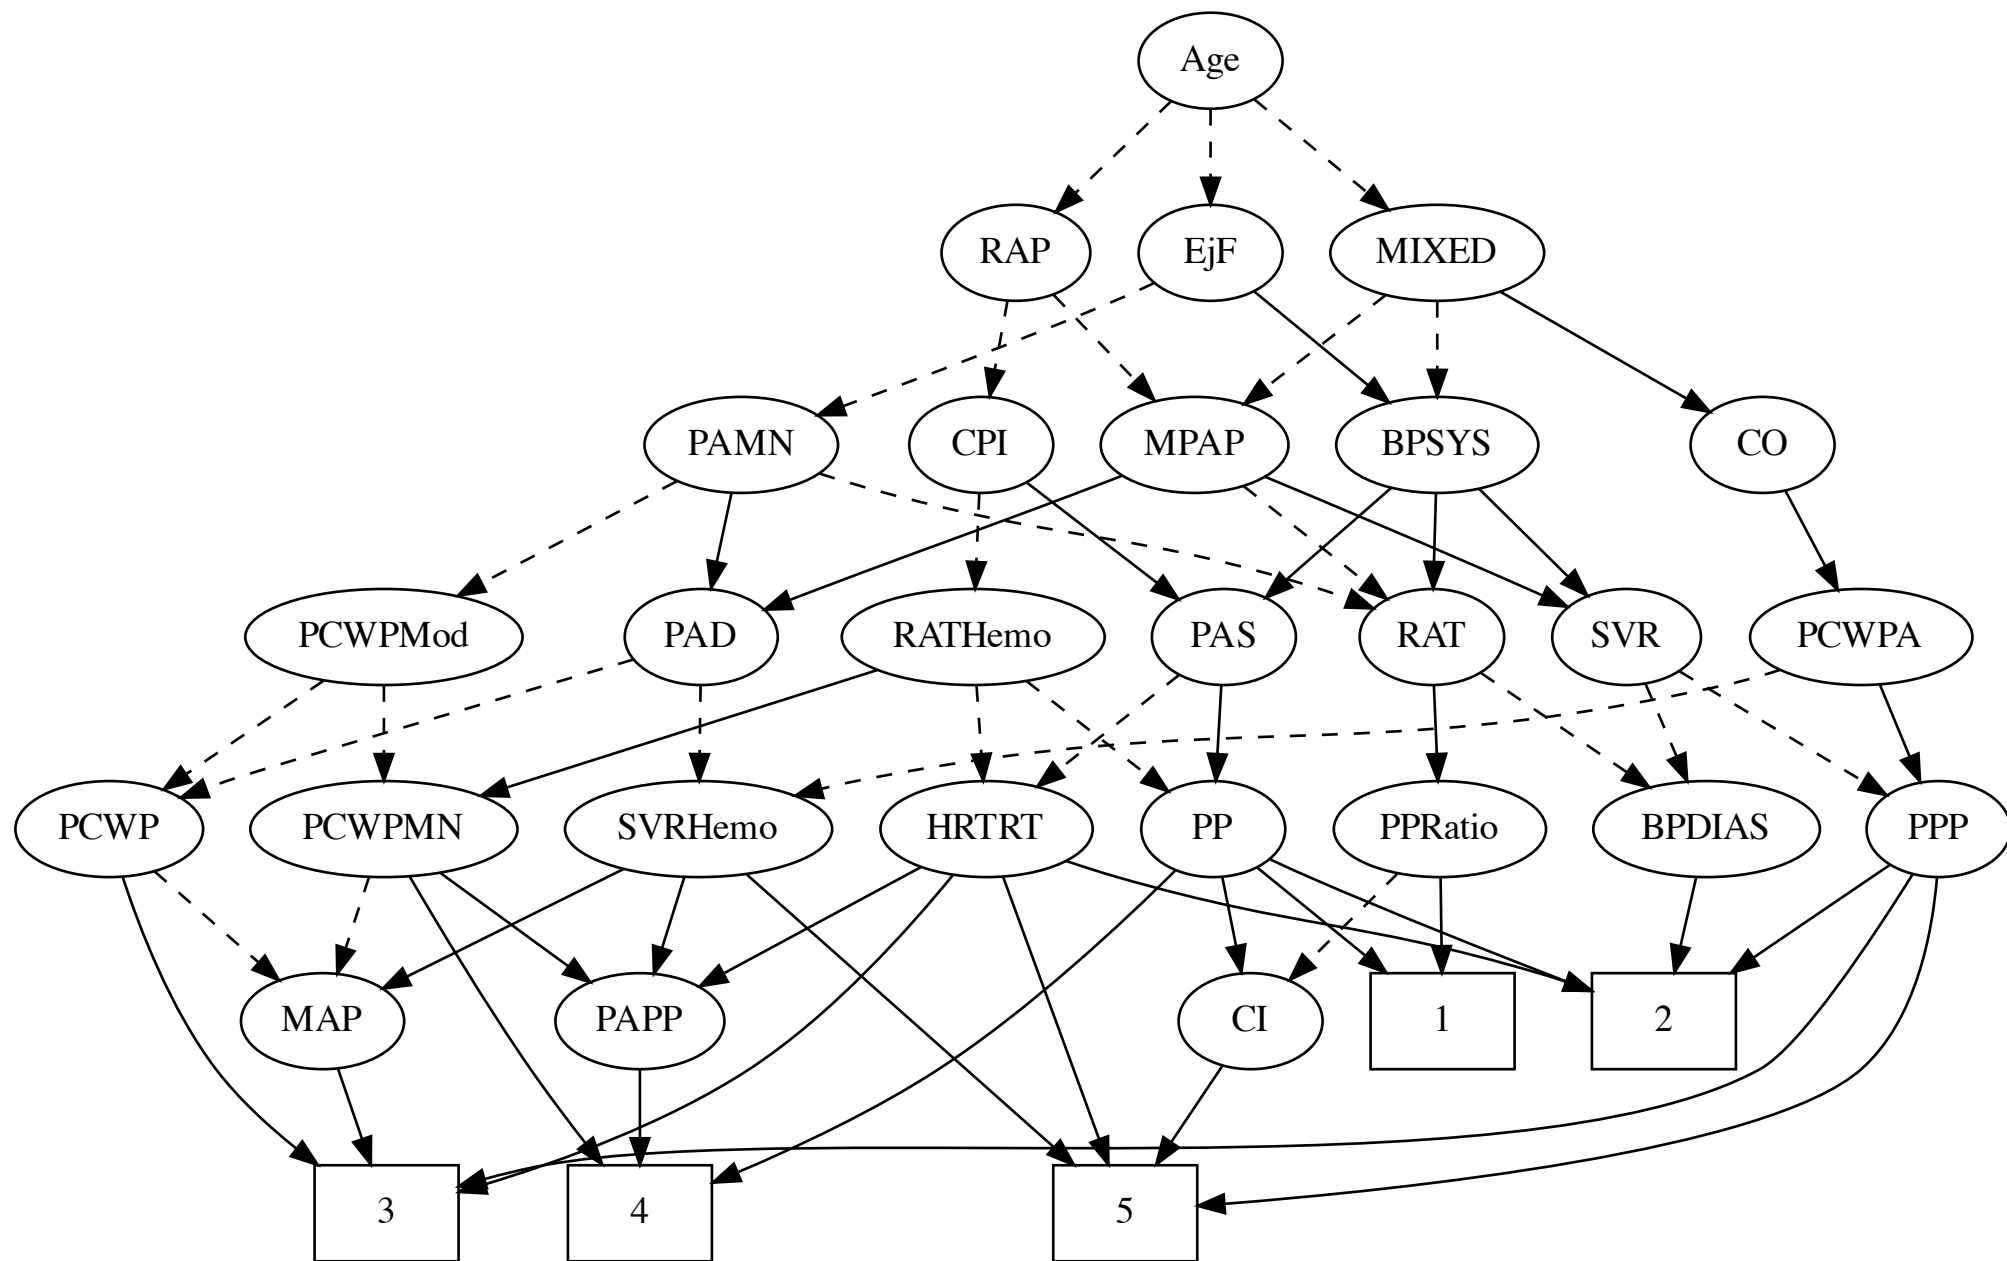 Age
RAP
EjF
MIXED
PAMN
CPI
MPAP
BPSYS
CO
PCWPMod
PAD
RATHemo
PAS
RAT
SVR
PCWPA
PCWP
PCWPMN
SVRHemo
HRTRT
PP
PPRatio
BPDIAS
PPP
MAP
PAPP
CI
1
2
3
4
5